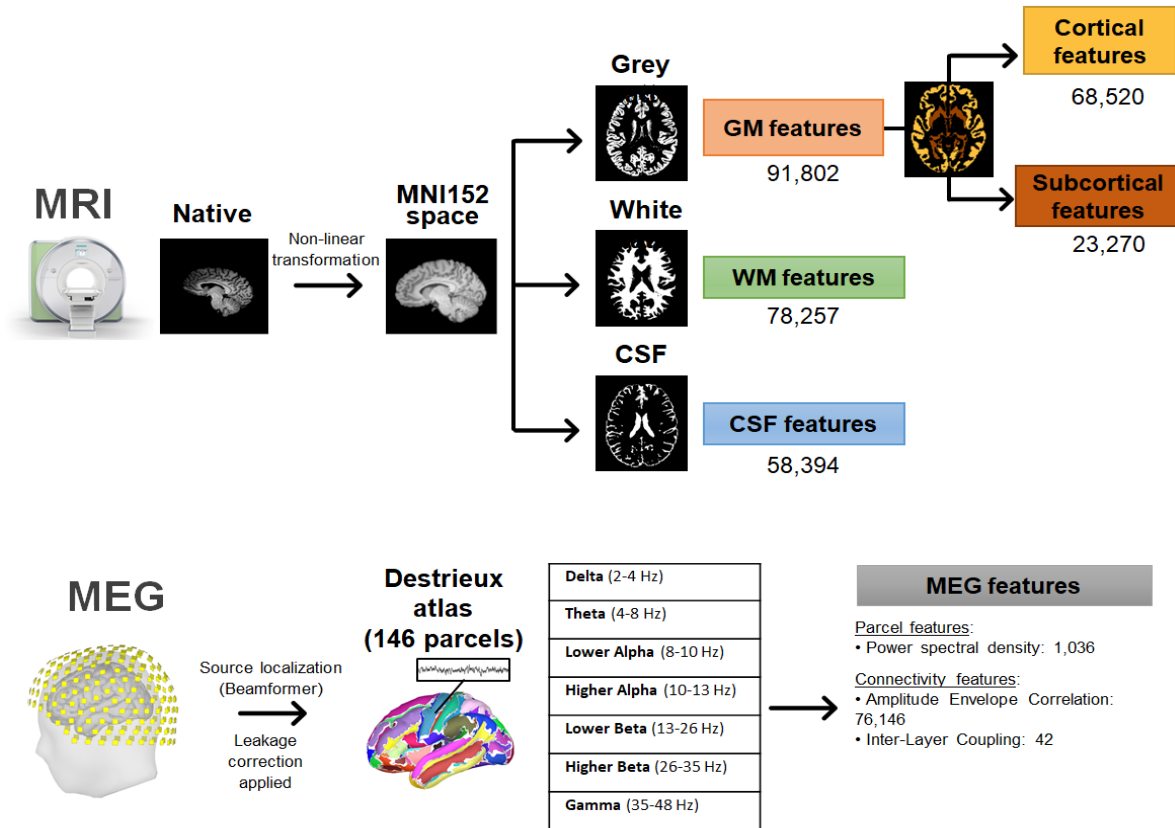 MRI
Native
Non-linear
transformation
MNI152
space
Grey
GM features
91,802
Cortical
features
68,520
Subcortical
features
23,270
White
WM features
78,257
CSF
CSF features
58,394
MEG
Source localization
(Beamformer)
Leakage
correction
applied
Destrieux
atlas
(146 parcels)
Delta (2-4 Hz)
Theta (4-8 Hz)
Lower Alpha (8-10 Hz)
Higher Alpha (10-13 Hz)
Lower Beta (13-26 Hz)
Higher Beta (26-35 Hz)
Gamma (35-48 Hz)
MEG features
Parcel features:
• Power spectral density: 1,036
Connectivity features:
• Amplitude Envelope Correlation:
76,146
• Inter-Layer Coupling: 42